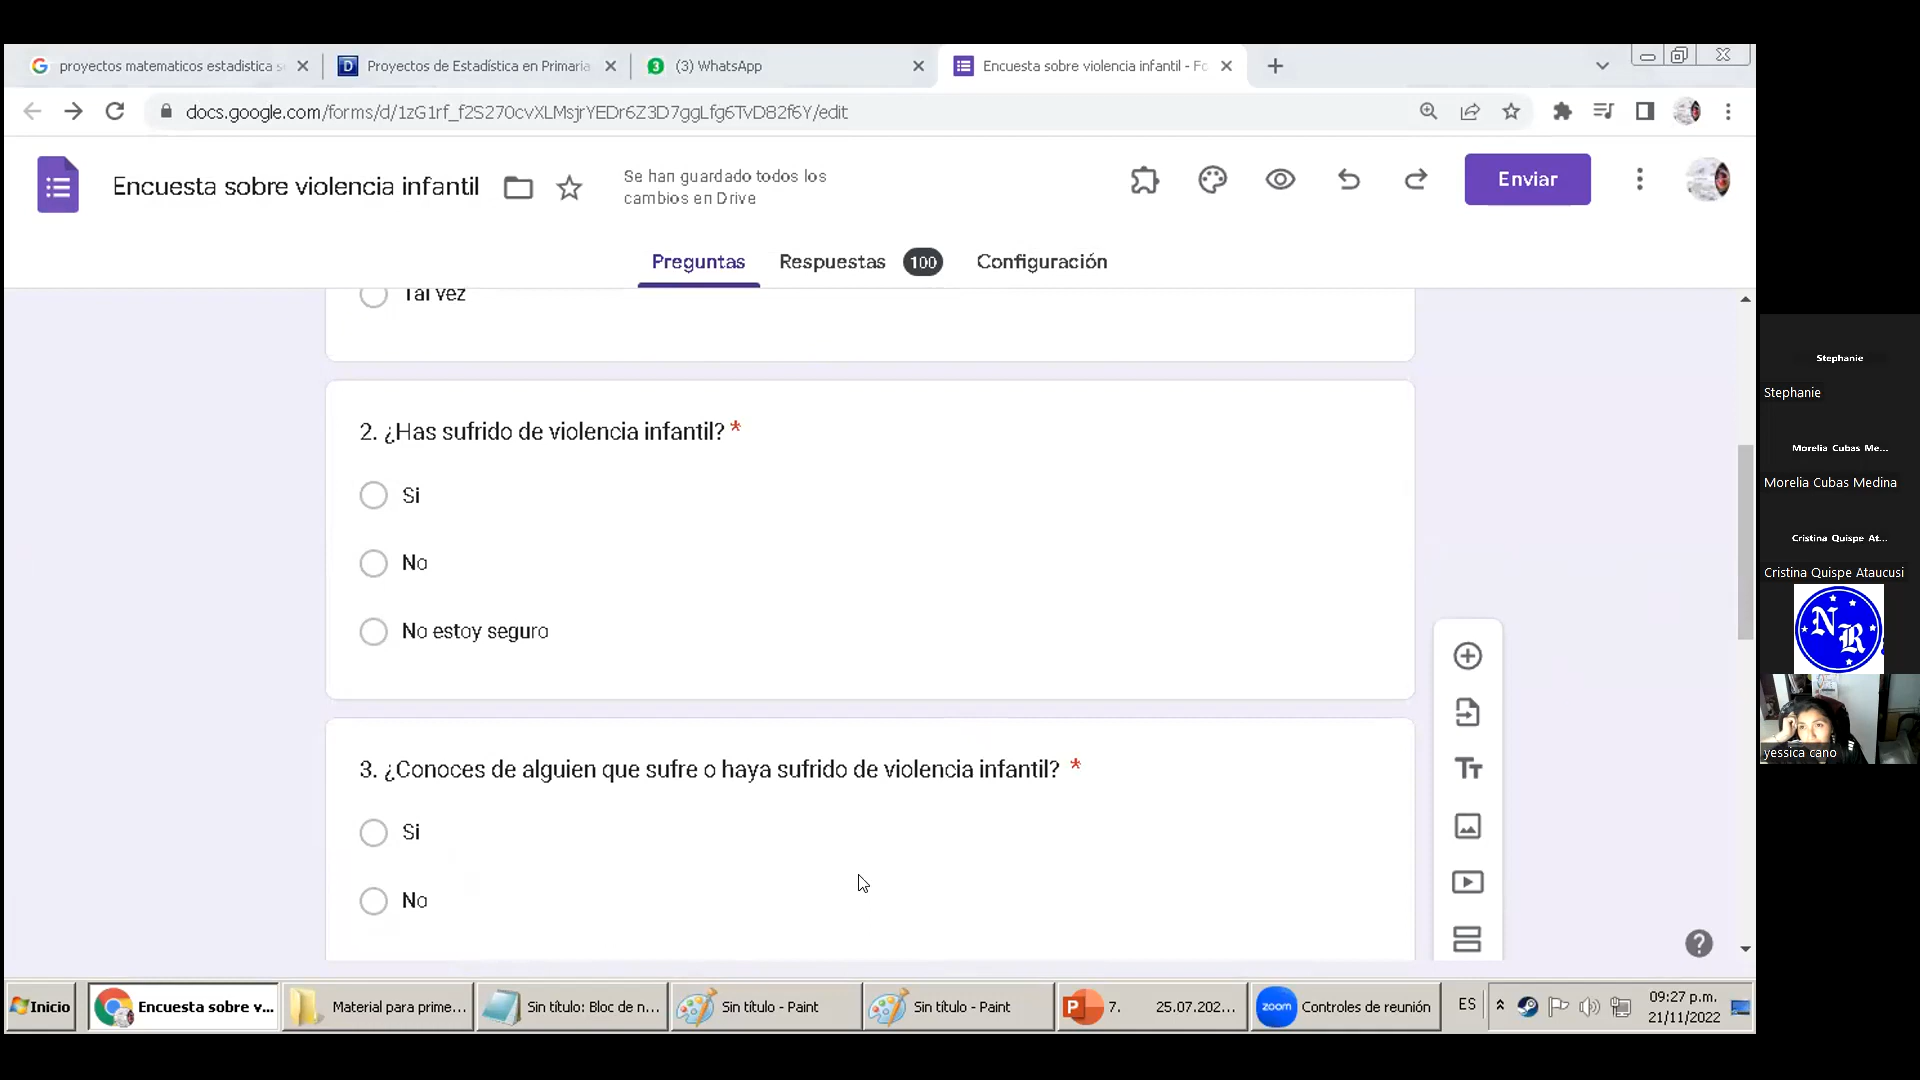 proyectos matematicos estadistica s
Proyectos de Estadística en Primaria
(3) WhatsApp
Encuesta sobre violencia infantil - Fo
docs.google.com/forms/d/1zG1rf_f2S270cvXLMsjrYEDr6Z3D7ggLfg6TvD82f6Y/edit
Encuesta sobre violencia infantil
Se han guardado todos los
cambios en Drive
Enviar
Preguntas
Respuestas
100
Configuración
Tal vez
2. ¿Has sufrido de violencia infantil? *
Si
No
No estoy seguro
3. ¿Conoces de alguien que sufre o haya sufrido de violencia infantil? *
Si
No
Stephanie
Stephanie
Morelia Cubas Me...
Morelia Cubas Medina
Cristina Quispe At...
Cristina Quispe Ataucusi
NR
yessica cano
Inicio
Encuesta sobre v...
Material para prime...
Sin título: Bloc de n...
Sin título - Paint
Sin título - Paint
7. 25.07.202...
zoom
Controles de reunión
ES
09:27 p.m.
21/11/2022